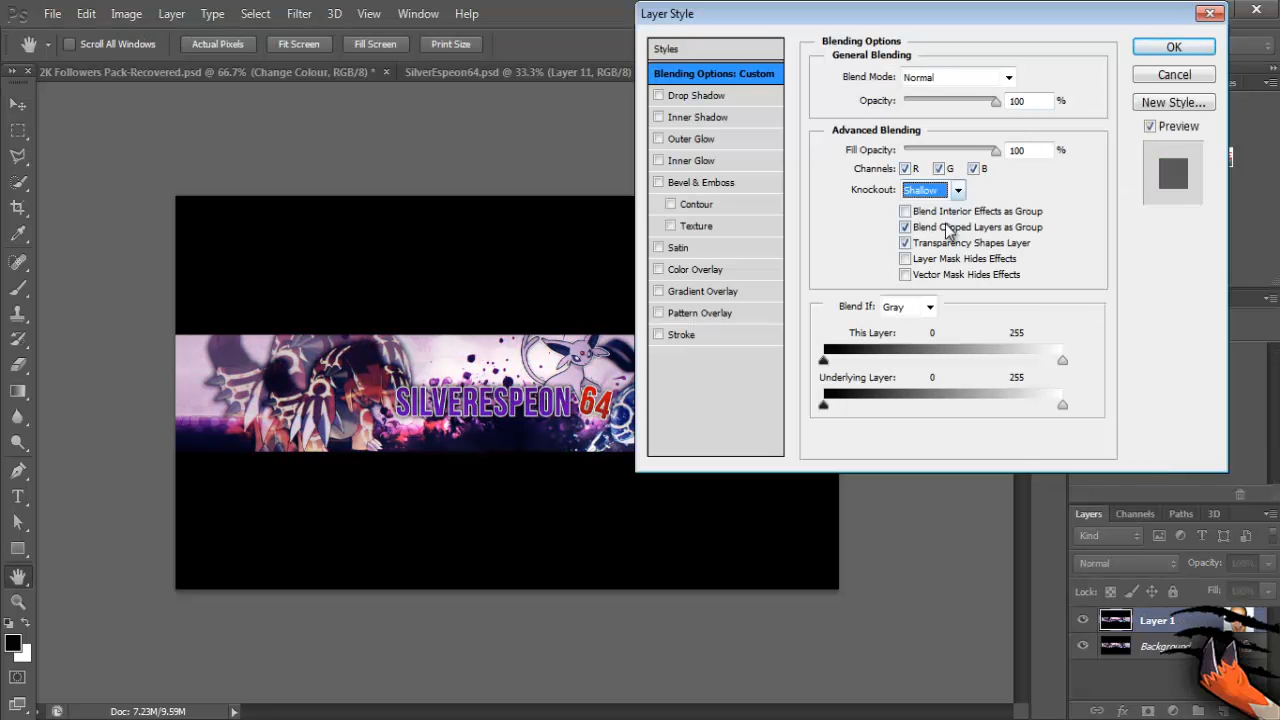 Ps File Edit Image Layer Type Select Filter 3D View Window Help
Scroll All Windows Actual Pixels Fit Screen Fill Screen Print Size
2K Followers Pack-Recovered.psd @ 66.7% (Change Colour, RGB/8) * × SilverEspeon64.psd @ 33.3% (Layer 11, RGB/8)
SILVERESPEON 64
Layer Style
Styles
Blending Options: Custom
Drop Shadow
Inner Shadow
Outer Glow
Inner Glow
Bevel & Emboss
Contour
Texture
Satin
Color Overlay
Gradient Overlay
Pattern Overlay
Stroke
Blending Options
General Blending
Blend Mode: Normal
Opacity: 100 %
Advanced Blending
Fill Opacity: 100 %
Channels: R G B
Knockout: Shallow
Blend Interior Effects as Group
Blend Clipped Layers as Group
Transparency Shapes Layer
Layer Mask Hides Effects
Vector Mask Hides Effects
Blend If: Gray
This Layer: 0 255
Underlying Layer: 0 255
OK
Cancel
New Style...
Preview
Layers Channels Paths 3D
Kind
Normal Opacity: 100%
Lock: Fill: 100%
Layer 1
Background
Doc: 7.23M/9.59M